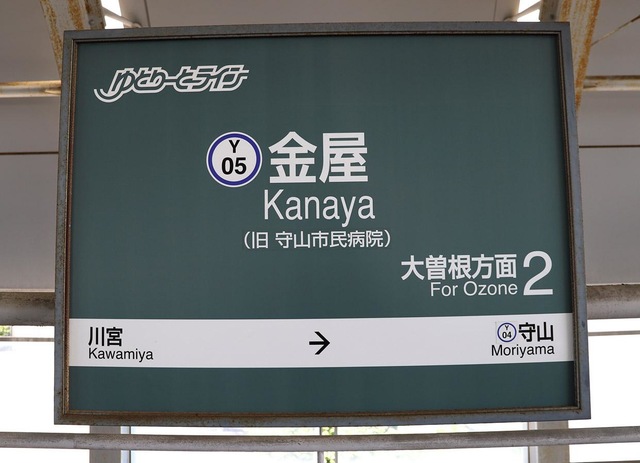 ゆとりーとライン
Y
05
金屋
Kanaya
(旧 守山市民病院)
大曽根方面 2
For Ozone
川宮
Kawamiya
→
Y
04
守山
Moriyama